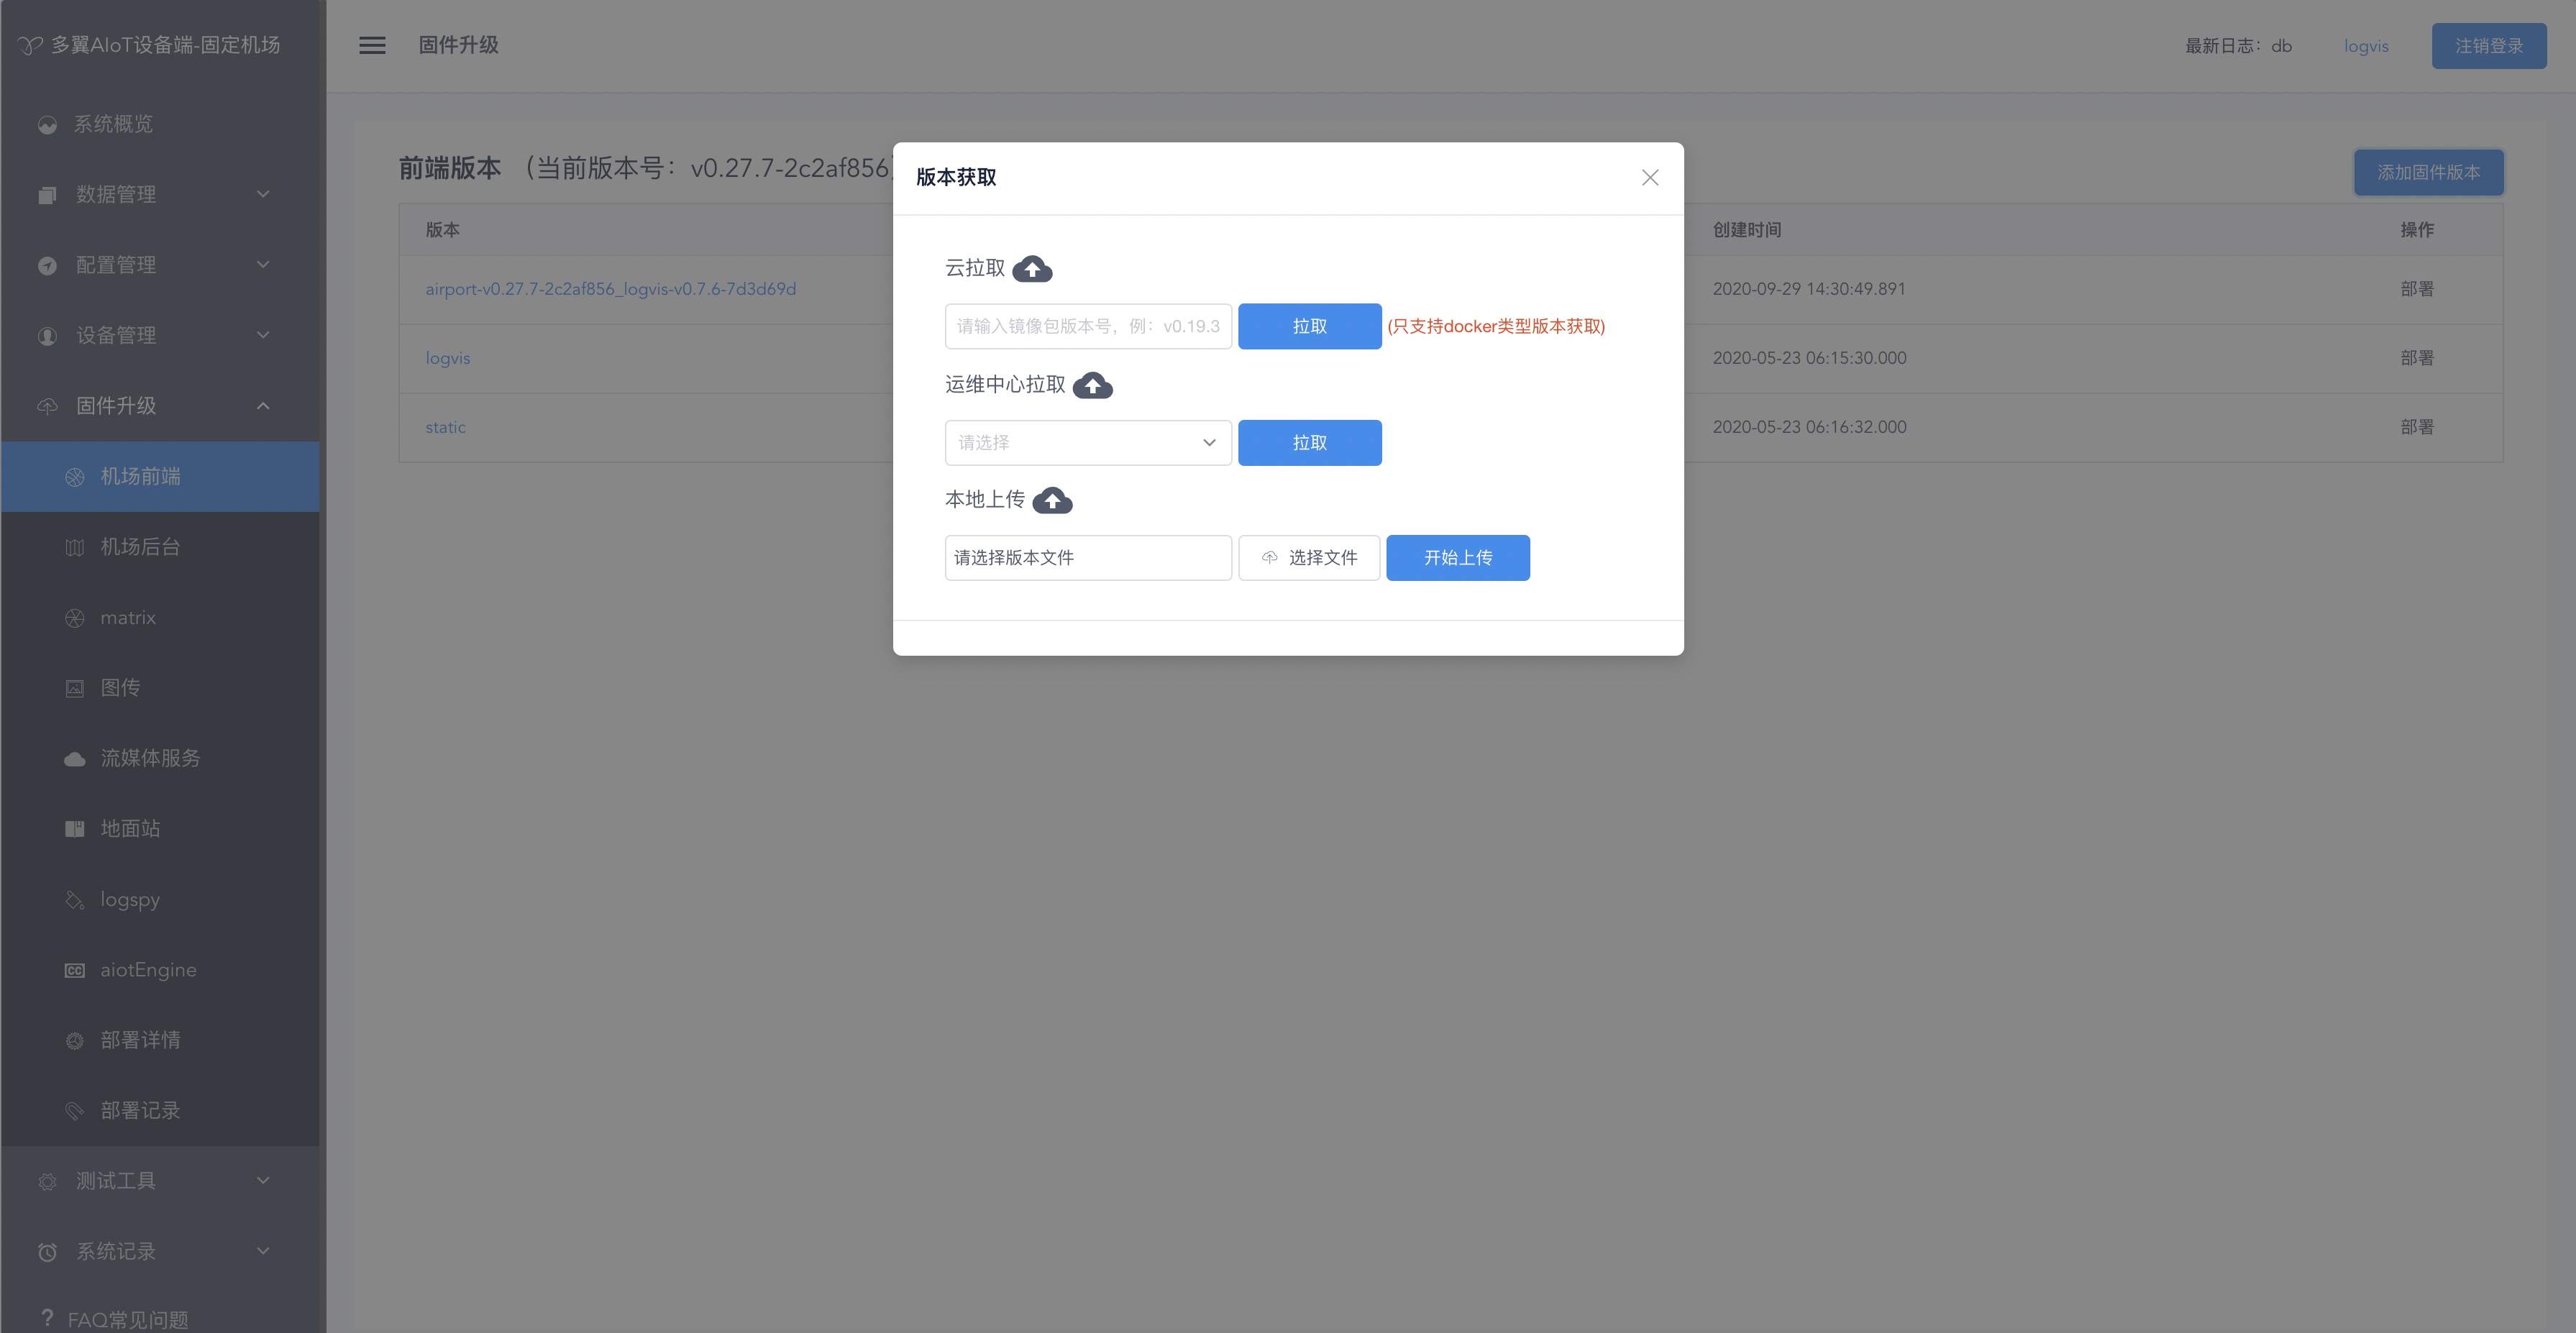 多翼AIoT设备端-固定机场
系统概览
数据管理
配置管理
设备管理
固件升级
机场前端
机场后台
matrix
图传
流媒体服务
地面站
logspy
CC
aiotEngine
部署详情
部署记录
测试工具
系统记录
? FAQ常见问题
固件升级
最新日志：db
logvis
注销登录
前端版本 （当前版本号：v0.27.7-2c2af856）
添加固件版本
版本
创建时间
操作
airport-v0.27.7-2c2af856_logvis-v0.7.6-7d3d69d
2020-09-29 14:30:49.891
部署
logvis
2020-05-23 06:15:30.000
部署
static
2020-05-23 06:16:32.000
部署
版本获取
云拉取
请输入镜像包版本号，例：v0.19.3
拉取
(只支持docker类型版本获取)
运维中心拉取
请选择
拉取
本地上传
请选择版本文件
选择文件
开始上传